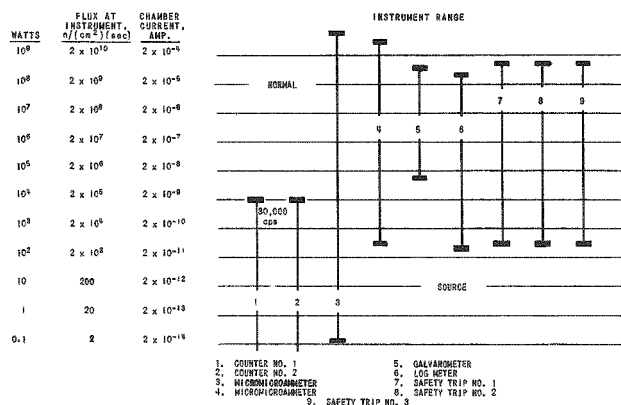 FLUX AT CHAMBER INSTRUMENT RANGE
INSTRUMENT, CURRENT,
WATTS n/(cm²)(sec) AMP.
10⁹ 2 x 10¹⁰ 2 x 10⁻⁴
10⁸ 2 x 10⁹ 2 x 10⁻⁵
NORMAL
7 8 9
10⁷ 2 x 10⁸ 2 x 10⁻⁶
4 5 6
10⁶ 2 x 10⁷ 2 x 10⁻⁷
10⁵ 2 x 10⁶ 2 x 10⁻⁸
10⁴ 2 x 10⁵ 2 x 10⁻⁹
30,000
cps
10³ 2 x 10⁴ 2 x 10⁻¹⁰
10² 2 x 10³ 2 x 10⁻¹¹
10 200 2 x 10⁻¹²
SOURCE
1 20 2 x 10⁻¹³
1 2 3
0.1 2 2 x 10⁻¹⁴
1. COUNTER NO. 1 5. GALVANOMETER
2. COUNTER NO. 2 6. LOG METER
3. MICROMICROAMMETER 7. SAFETY TRIP NO. 1
4. MICROMICROAMMETER 8. SAFETY TRIP NO. 2
9. SAFETY TRIP NO. 3